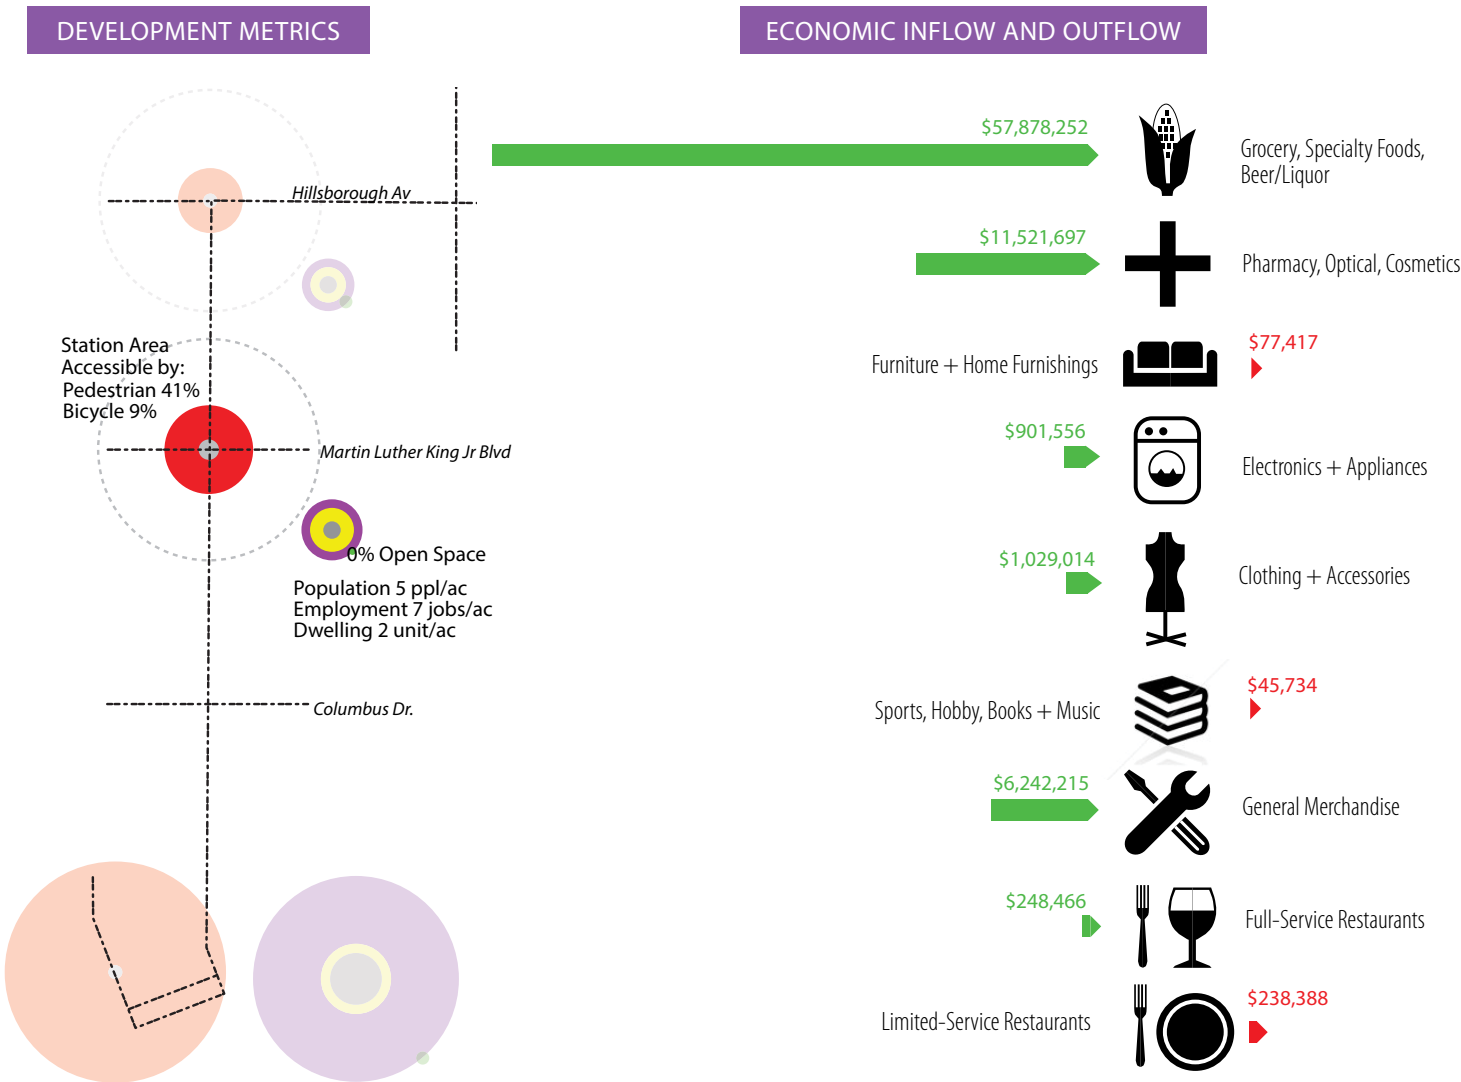 DEVELOPMENT METRICS
Hillsborough Av
Station Area
Accessible by:
Pedestrian 41%
Bicycle 9%
Martin Luther King Jr Blvd
0% Open Space
Population 5 ppl/ac
Employment 7 jobs/ac
Dwelling 2 unit/ac
Columbus Dr.
ECONOMIC INFLOW AND OUTFLOW
$57,878,252
Grocery, Specialty Foods,
Beer/Liquor
$11,521,697
Pharmacy, Optical, Cosmetics
Furniture + Home Furnishings
$77,417
$901,556
Electronics + Appliances
$1,029,014
Clothing + Accessories
Sports, Hobby, Books + Music
$45,734
$6,242,215
General Merchandise
$248,466
Full-Service Restaurants
Limited-Service Restaurants
$238,388